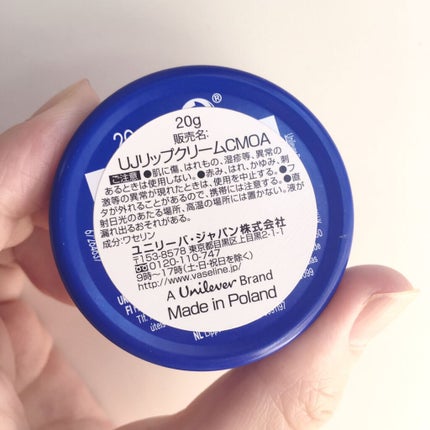 20g
販売名:
UJリップクリームCMOA
ご注意 ●肌に傷、はれもの、湿疹等、異常の
あるときは使用しない。●赤み、はれ、かゆみ、刺
激等の異常が現れたときは、使用を中止する。●フ
タが外れることがあるので、携帯には注意する。●直
射日光のあたる場所、高温の場所には置かない。液が
漏れ出るおそれがある。
成分:ワセリン
ユニリーバ・ジャパン株式会社
〒153-8578 東京都目黒区上目黒2-1-1
0120-110-747
9時〜17時(土・日・祝日を除く)
http://www.vaseline.jp/
A Unilever Brand
Made in Poland